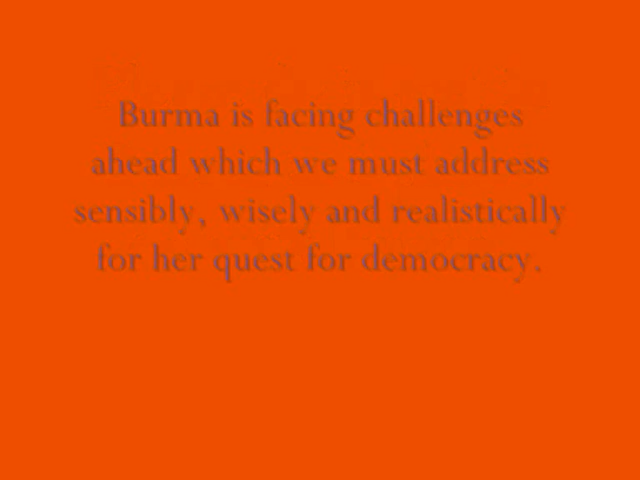 Burma is facing challenges
ahead which we must address
sensibly, wisely and realistically
for her quest for democracy.